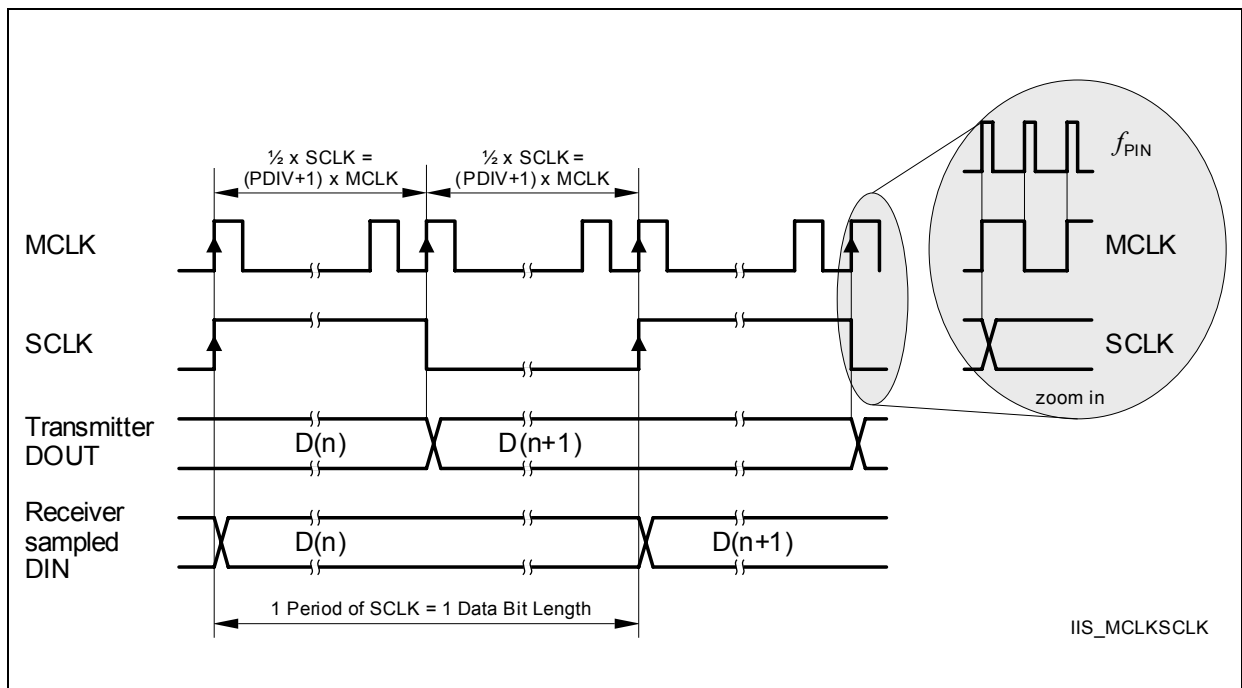 ½ x SCLK =
(PDIV+1) x MCLK
½ x SCLK =
(PDIV+1) x MCLK
fPIN
MCLK
MCLK
SCLK
SCLK
zoom in
Transmitter
DOUT
D(n)
D(n+1)
Receiver
sampled
DIN
D(n)
D(n+1)
1 Period of SCLK = 1 Data Bit Length
IIS_MCLKSCLK